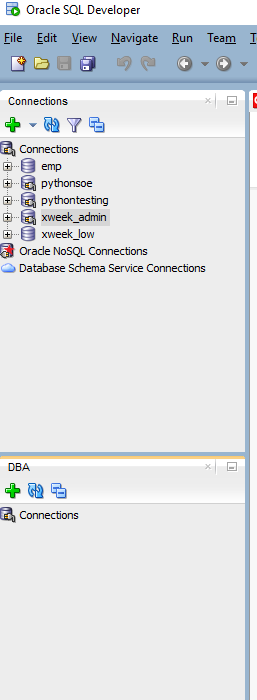 Oracle SQL Developer
File Edit View Navigate Run Team
Connections
Connections
emp
pythonsoe
pythontesting
xweek_admin
xweek_low
Oracle NoSQL Connections
Database Schema Service Connections
DBA
Connections